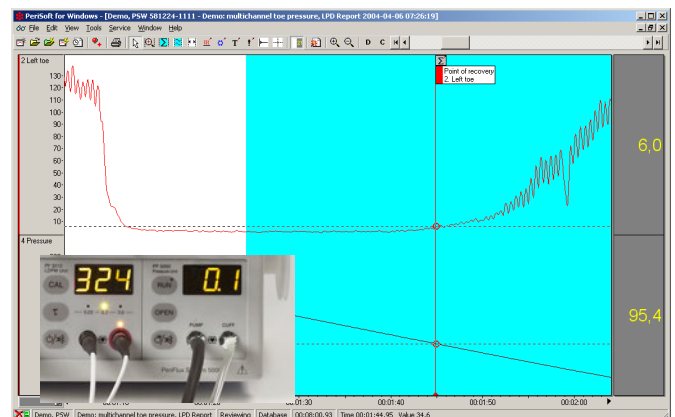 PeriSoft for Windows - [Demo, PSW 581224-1111 - Demo: multichannel toe pressure, LPD Report 2004-04-06 07:26:19]
File Edit View Tools Service Window Help
D C
2 Left toe
130
120
110
100
90
80
70
60
50
40
30
20
10
Point of recovery
2. Left toe
6,0
4 Pressure
95,4
324
0.1
CAL
RUN
OPEN
PUMP
CUFF
PeriFlux System 5000
00:01:30
00:01:40
00:01:50
00:02:00
Demo, PSW Demo: multichannel toe pressure, LPD Report Reviewing Database 00:08:00.93 Time 00:01:44.95 Value 34.6